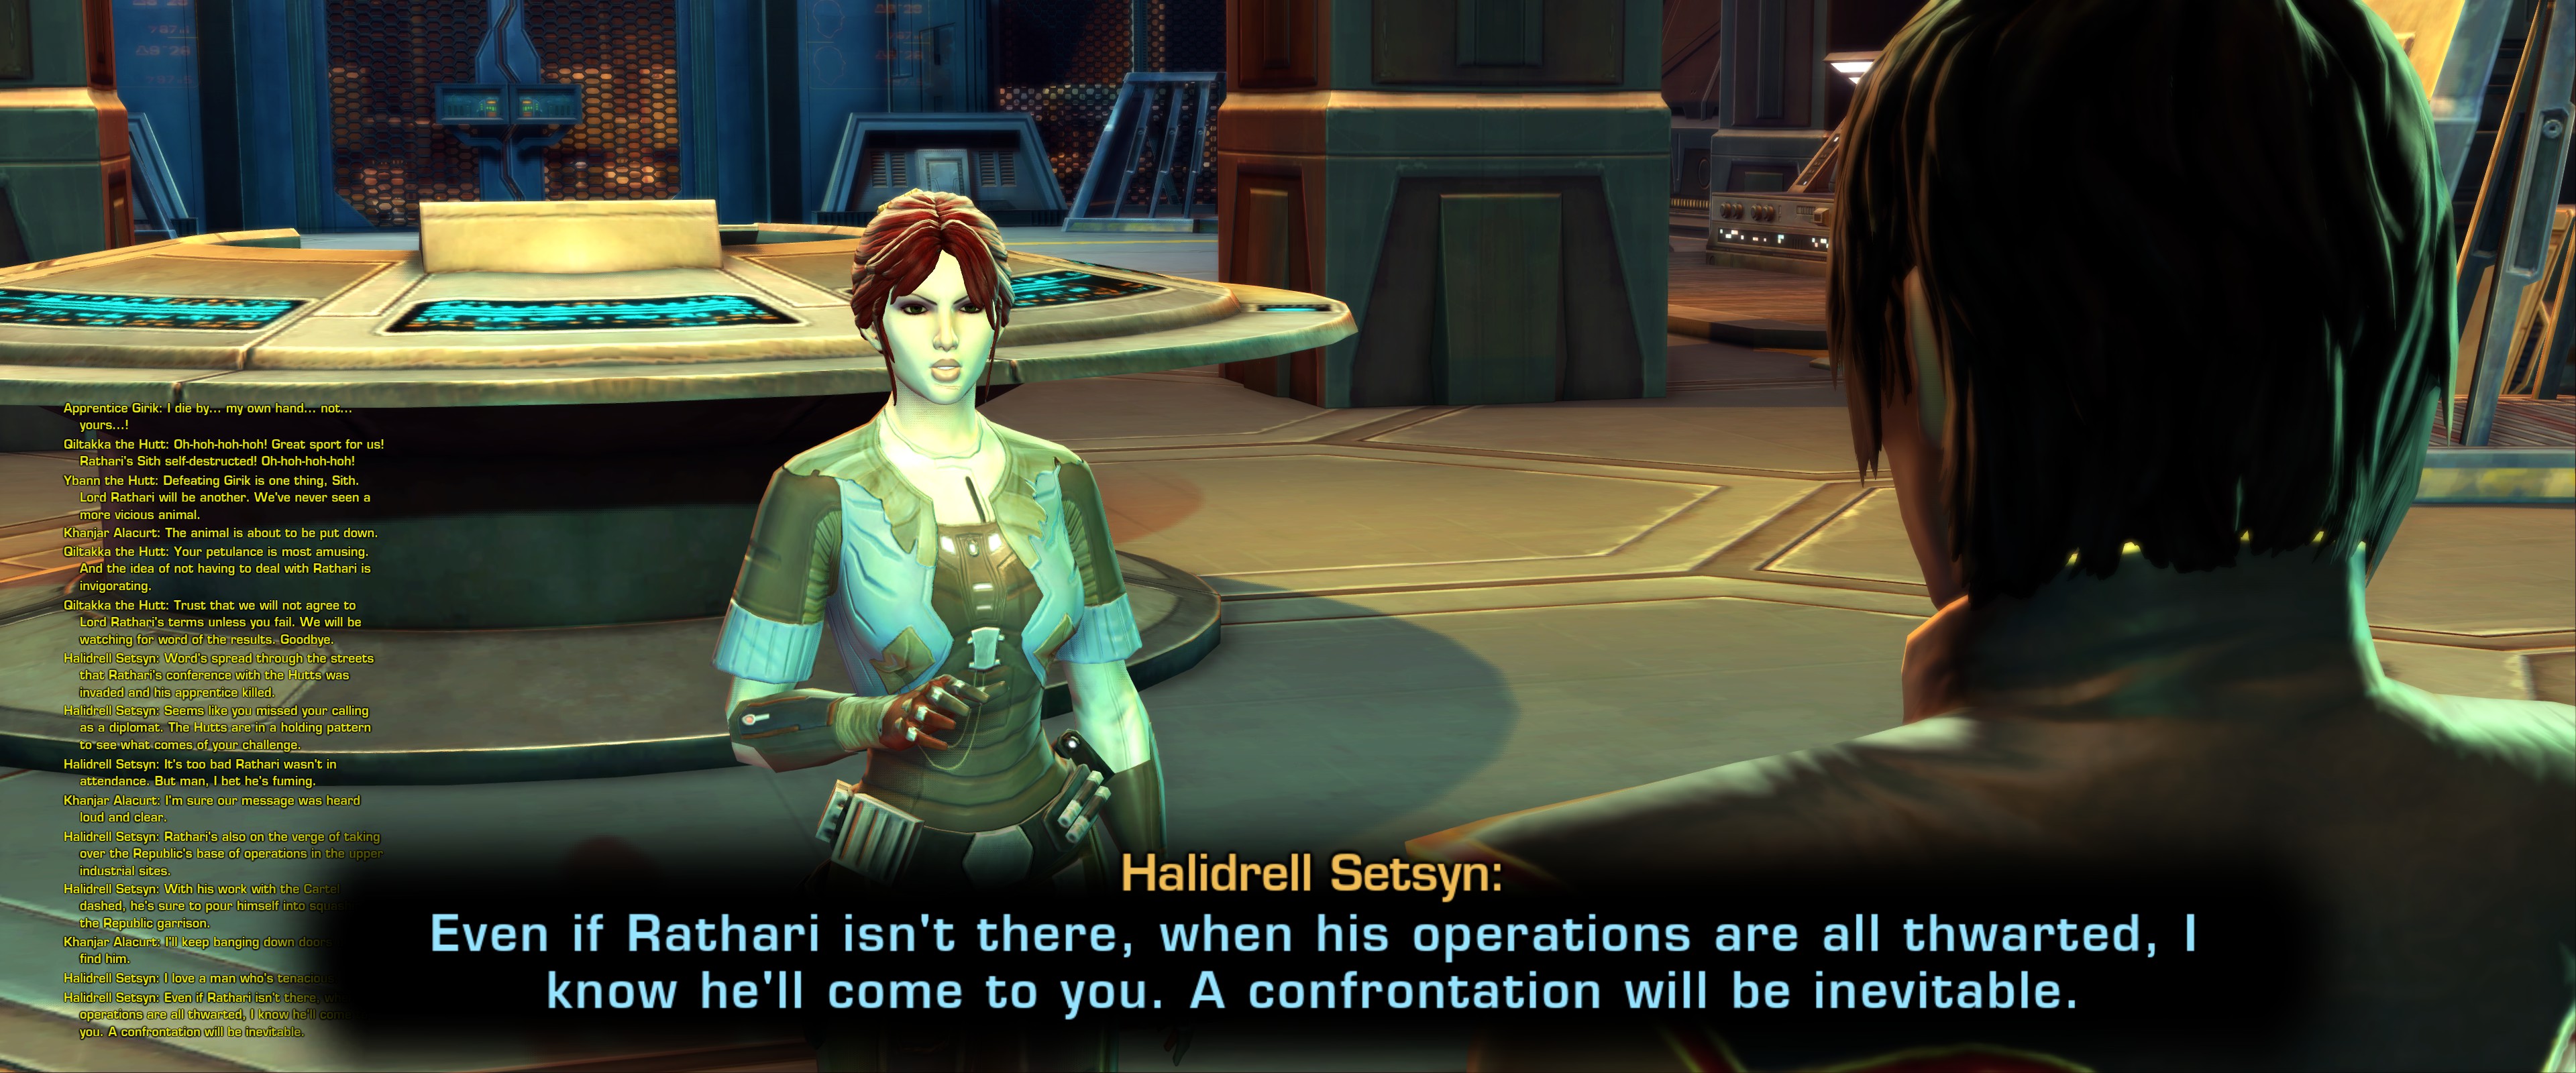 Apprentice Girik: I die by... my own hand... not...
yours...!
Qiltakka the Hutt: Oh-hoh-hoh-hoh! Great sport for us!
Rathari's Sith self-destructed! Oh-hoh-hoh-hoh!
Ybann the Hutt: Defeating Girik is one thing, Sith.
Lord Rathari will be another. We've never seen a
more vicious animal.
Khanjar Alacurt: The animal is about to be put down.
Qiltakka the Hutt: Your petulance is most amusing.
And the idea of not having to deal with Rathari is
invigorating.
Qiltakka the Hutt: Trust that we will not agree to
Lord Rathari's terms unless you fail. We will be
watching for word of the results. Goodbye.
Halidrell Setsyn: Word's spread through the streets
that Rathari's conference with the Hutts was
invaded and his apprentice killed.
Halidrell Setsyn: Seems like you missed your calling
as a diplomat. The Hutts are in a holding pattern
to see what comes of your challenge.
Halidrell Setsyn: It's too bad Rathari wasn't in
attendance. But man, I bet he's fuming.
Khanjar Alacurt: I'm sure our message was heard
loud and clear.
Halidrell Setsyn: Rathari's also on the verge of taking
over the Republic's base of operations in the upper
industrial sites.
Halidrell Setsyn: With his work with the Cartel
dashed, he's sure to pour himself into
the Republic garrison.
Khanjar Alacurt: I'll keep banging down doors
find him.
Halidrell Setsyn: I love a man who's tenacious
Halidrell Setsyn: Even if Rathari isn't there,
operations are all thwarted, I know he'll come
you. A confrontation will be inevitable.
Halidrell Setsyn:
Even if Rathari isn't there, when his operations are all thwarted, I
know he'll come to you. A confrontation will be inevitable.